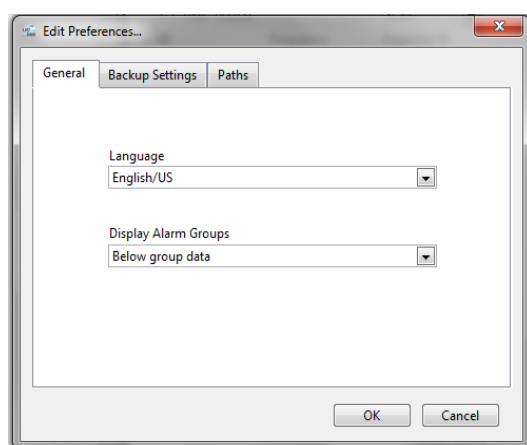 Edit Preferences...
General Backup Settings Paths
Language
English/US
Display Alarm Groups
Below group data
OK Cancel